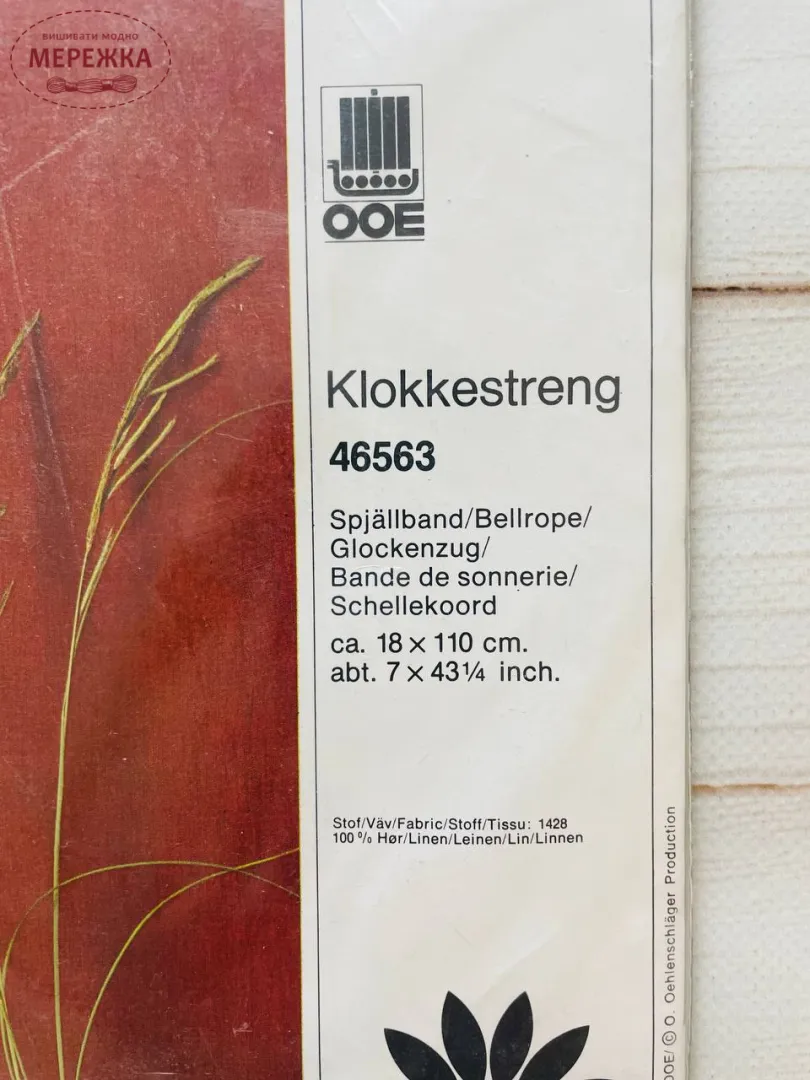 вишивати модно
МЕРЕЖКА
OOE
Klokkestreng
46563
Spjällband/Bellrope/
Glockenzug/
Bande de sonnerie/
Schellekoord
ca. 18 x 110 cm.
abt. 7 x 43¼ inch.
Stof/Väv/Fabric/Stoff/Tissu: 1428
100 % Hør/Linen/Leinen/Lin/Linnen
OOE/ © O. Oehlenschläger Production